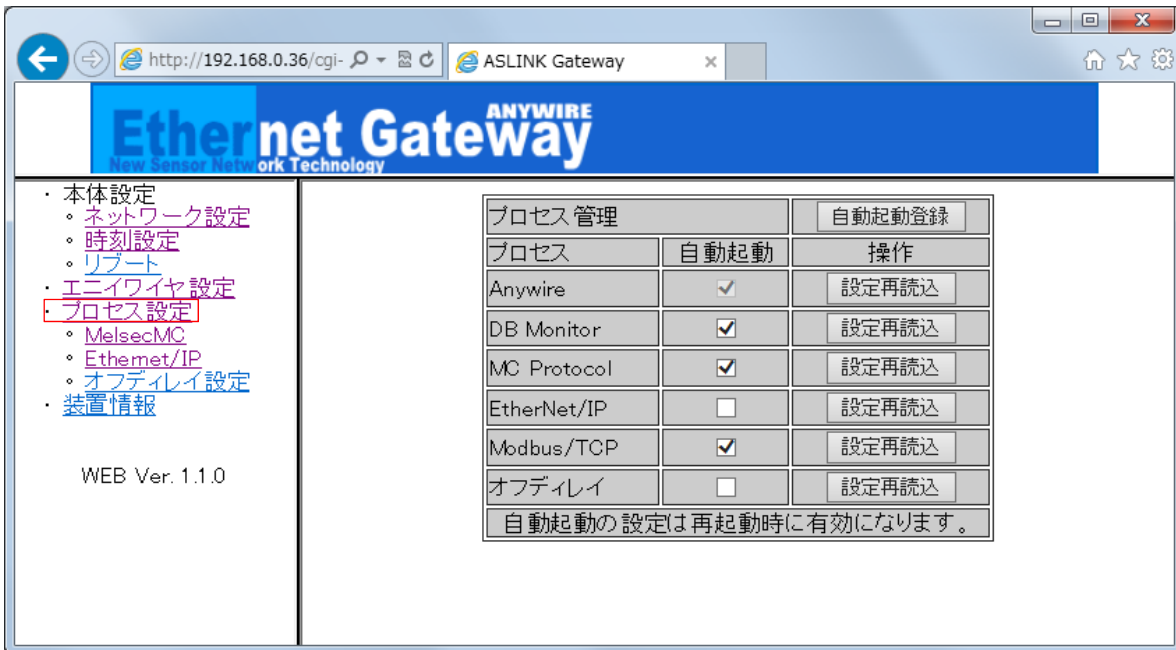 http://192.168.0.36/cgi-
ASLINK Gateway
Ethernet Gateway
ANYWIRE
New Sensor Network Technology
・本体設定
ネットワーク設定
時刻設定
リブート
・エニイワイヤ設定
・プロセス設定
MelsecMC
Ethernet/IP
オフディレイ設定
・装置情報
WEB Ver. 1.1.0
プロセス管理 自動起動登録
プロセス 自動起動 操作
Anywire 設定再読込
DB Monitor 設定再読込
MC Protocol 設定再読込
EtherNet/IP 設定再読込
Modbus/TCP 設定再読込
オフディレイ 設定再読込
自動起動の設定は再起動時に有効になります。